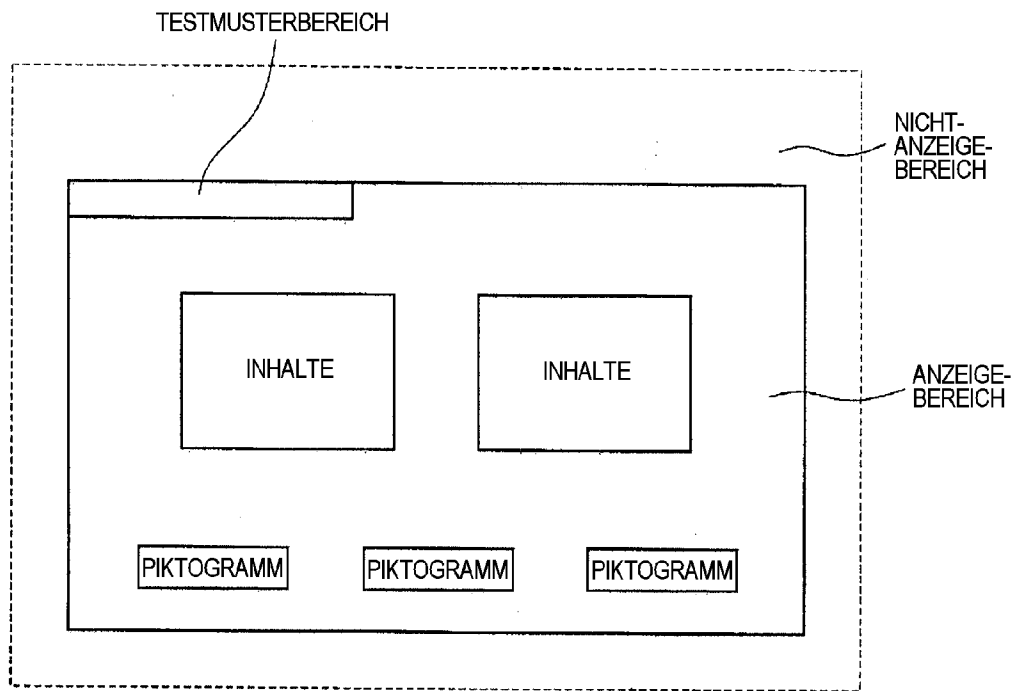 TESTMUSTERBEREICH
NICHT-
ANZEIGE-
BEREICH
INHALTE
INHALTE
ANZEIGE-
BEREICH
PIKTOGRAMM
PIKTOGRAMM
PIKTOGRAMM